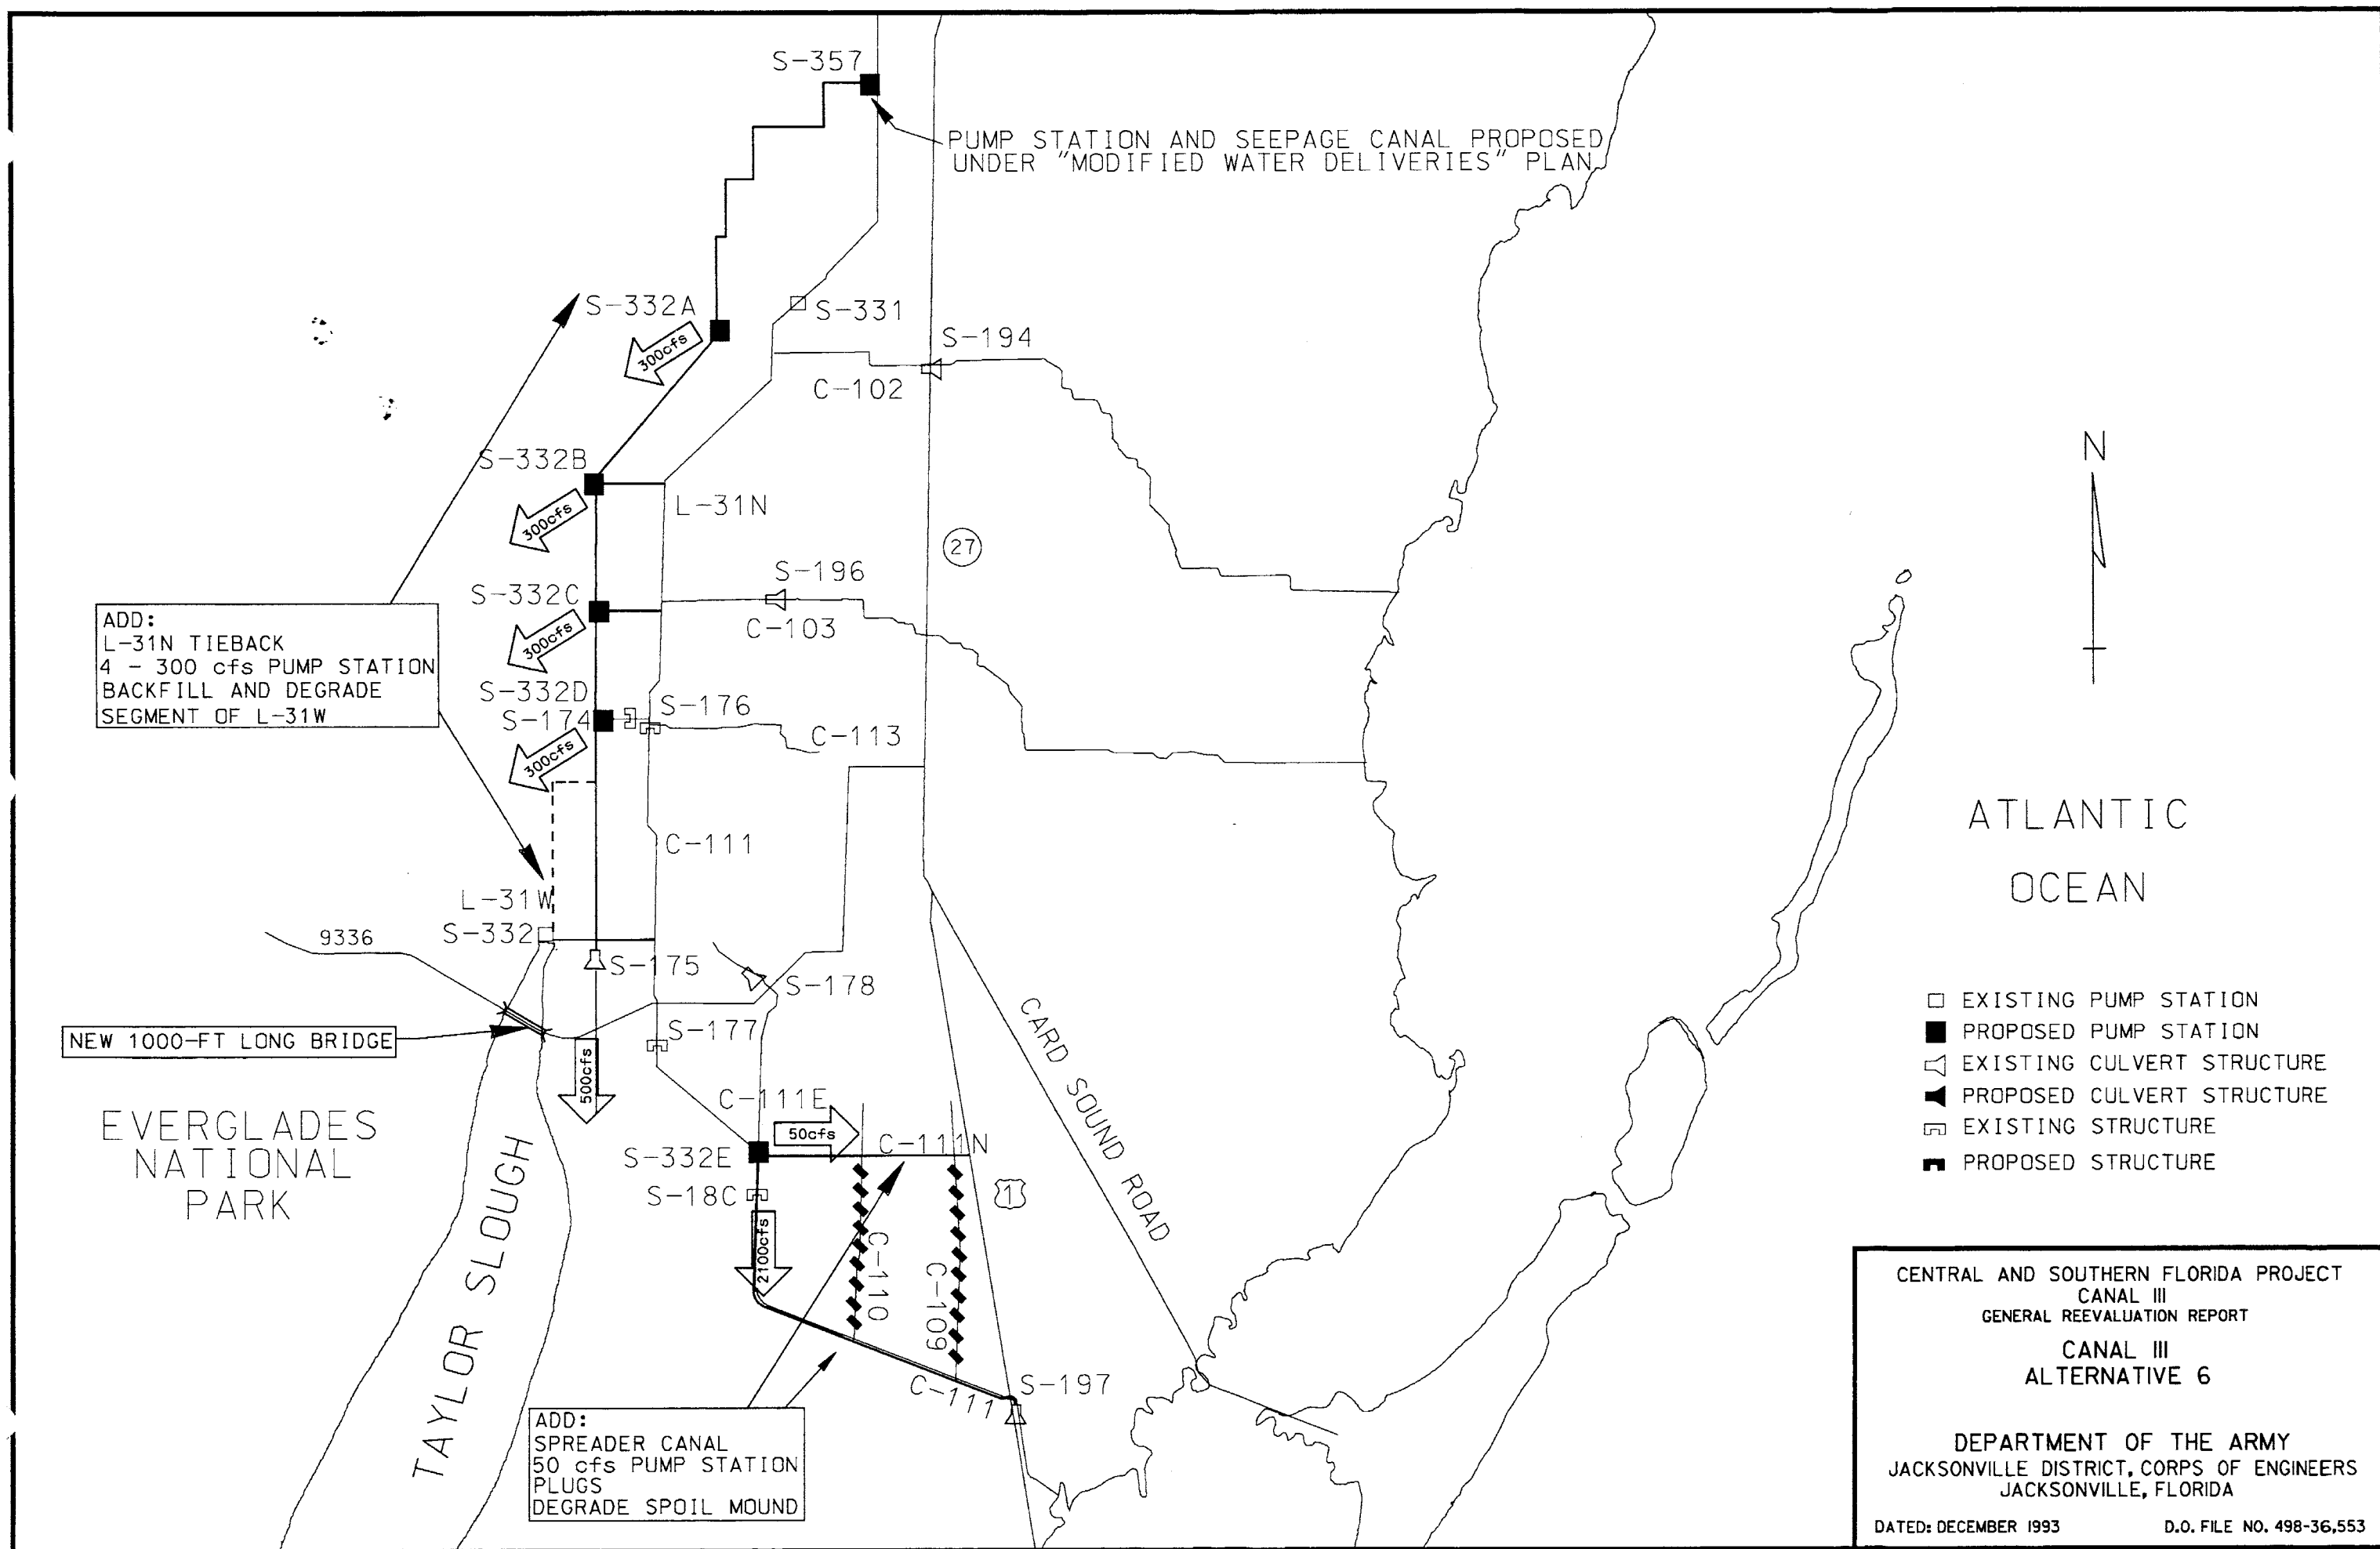 S-357
PUMP STATION AND SEEPAGE CANAL PROPOSED
UNDER "MODIFIED WATER DELIVERIES" PLAN
S-332A
S-331
300cfs
S-194
C-102
S-332B
L-31N
300cfs
27
S-332C
S-196
C-103
300cfs
ADD:
L-31N TIEBACK
4 - 300 cfs PUMP STATION
BACKFILL AND DEGRADE
SEGMENT OF L-31W
S-332D
S-174
S-176
C-113
300cfs
C-111
L-31W
S-332
9336
S-175
S-178
S-177
NEW 1000-FT LONG BRIDGE
500cfs
EVERGLADES
NATIONAL
PARK
TAYLOR SLOUGH
C-111E
50cfs
C-111N
S-332E
S-18C
2100cfs
C-110
C-109
1
CARD SOUND ROAD
C-111
S-197
ADD:
SPREADER CANAL
50 cfs PUMP STATION
PLUGS
DEGRADE SPOIL MOUND
N
ATLANTIC
OCEAN
EXISTING PUMP STATION
PROPOSED PUMP STATION
EXISTING CULVERT STRUCTURE
PROPOSED CULVERT STRUCTURE
EXISTING STRUCTURE
PROPOSED STRUCTURE
CENTRAL AND SOUTHERN FLORIDA PROJECT
CANAL III
GENERAL REEVALUATION REPORT
CANAL III
ALTERNATIVE 6
DEPARTMENT OF THE ARMY
JACKSONVILLE DISTRICT, CORPS OF ENGINEERS
JACKSONVILLE, FLORIDA
DATED: DECEMBER 1993
D.O. FILE NO. 498-36,553